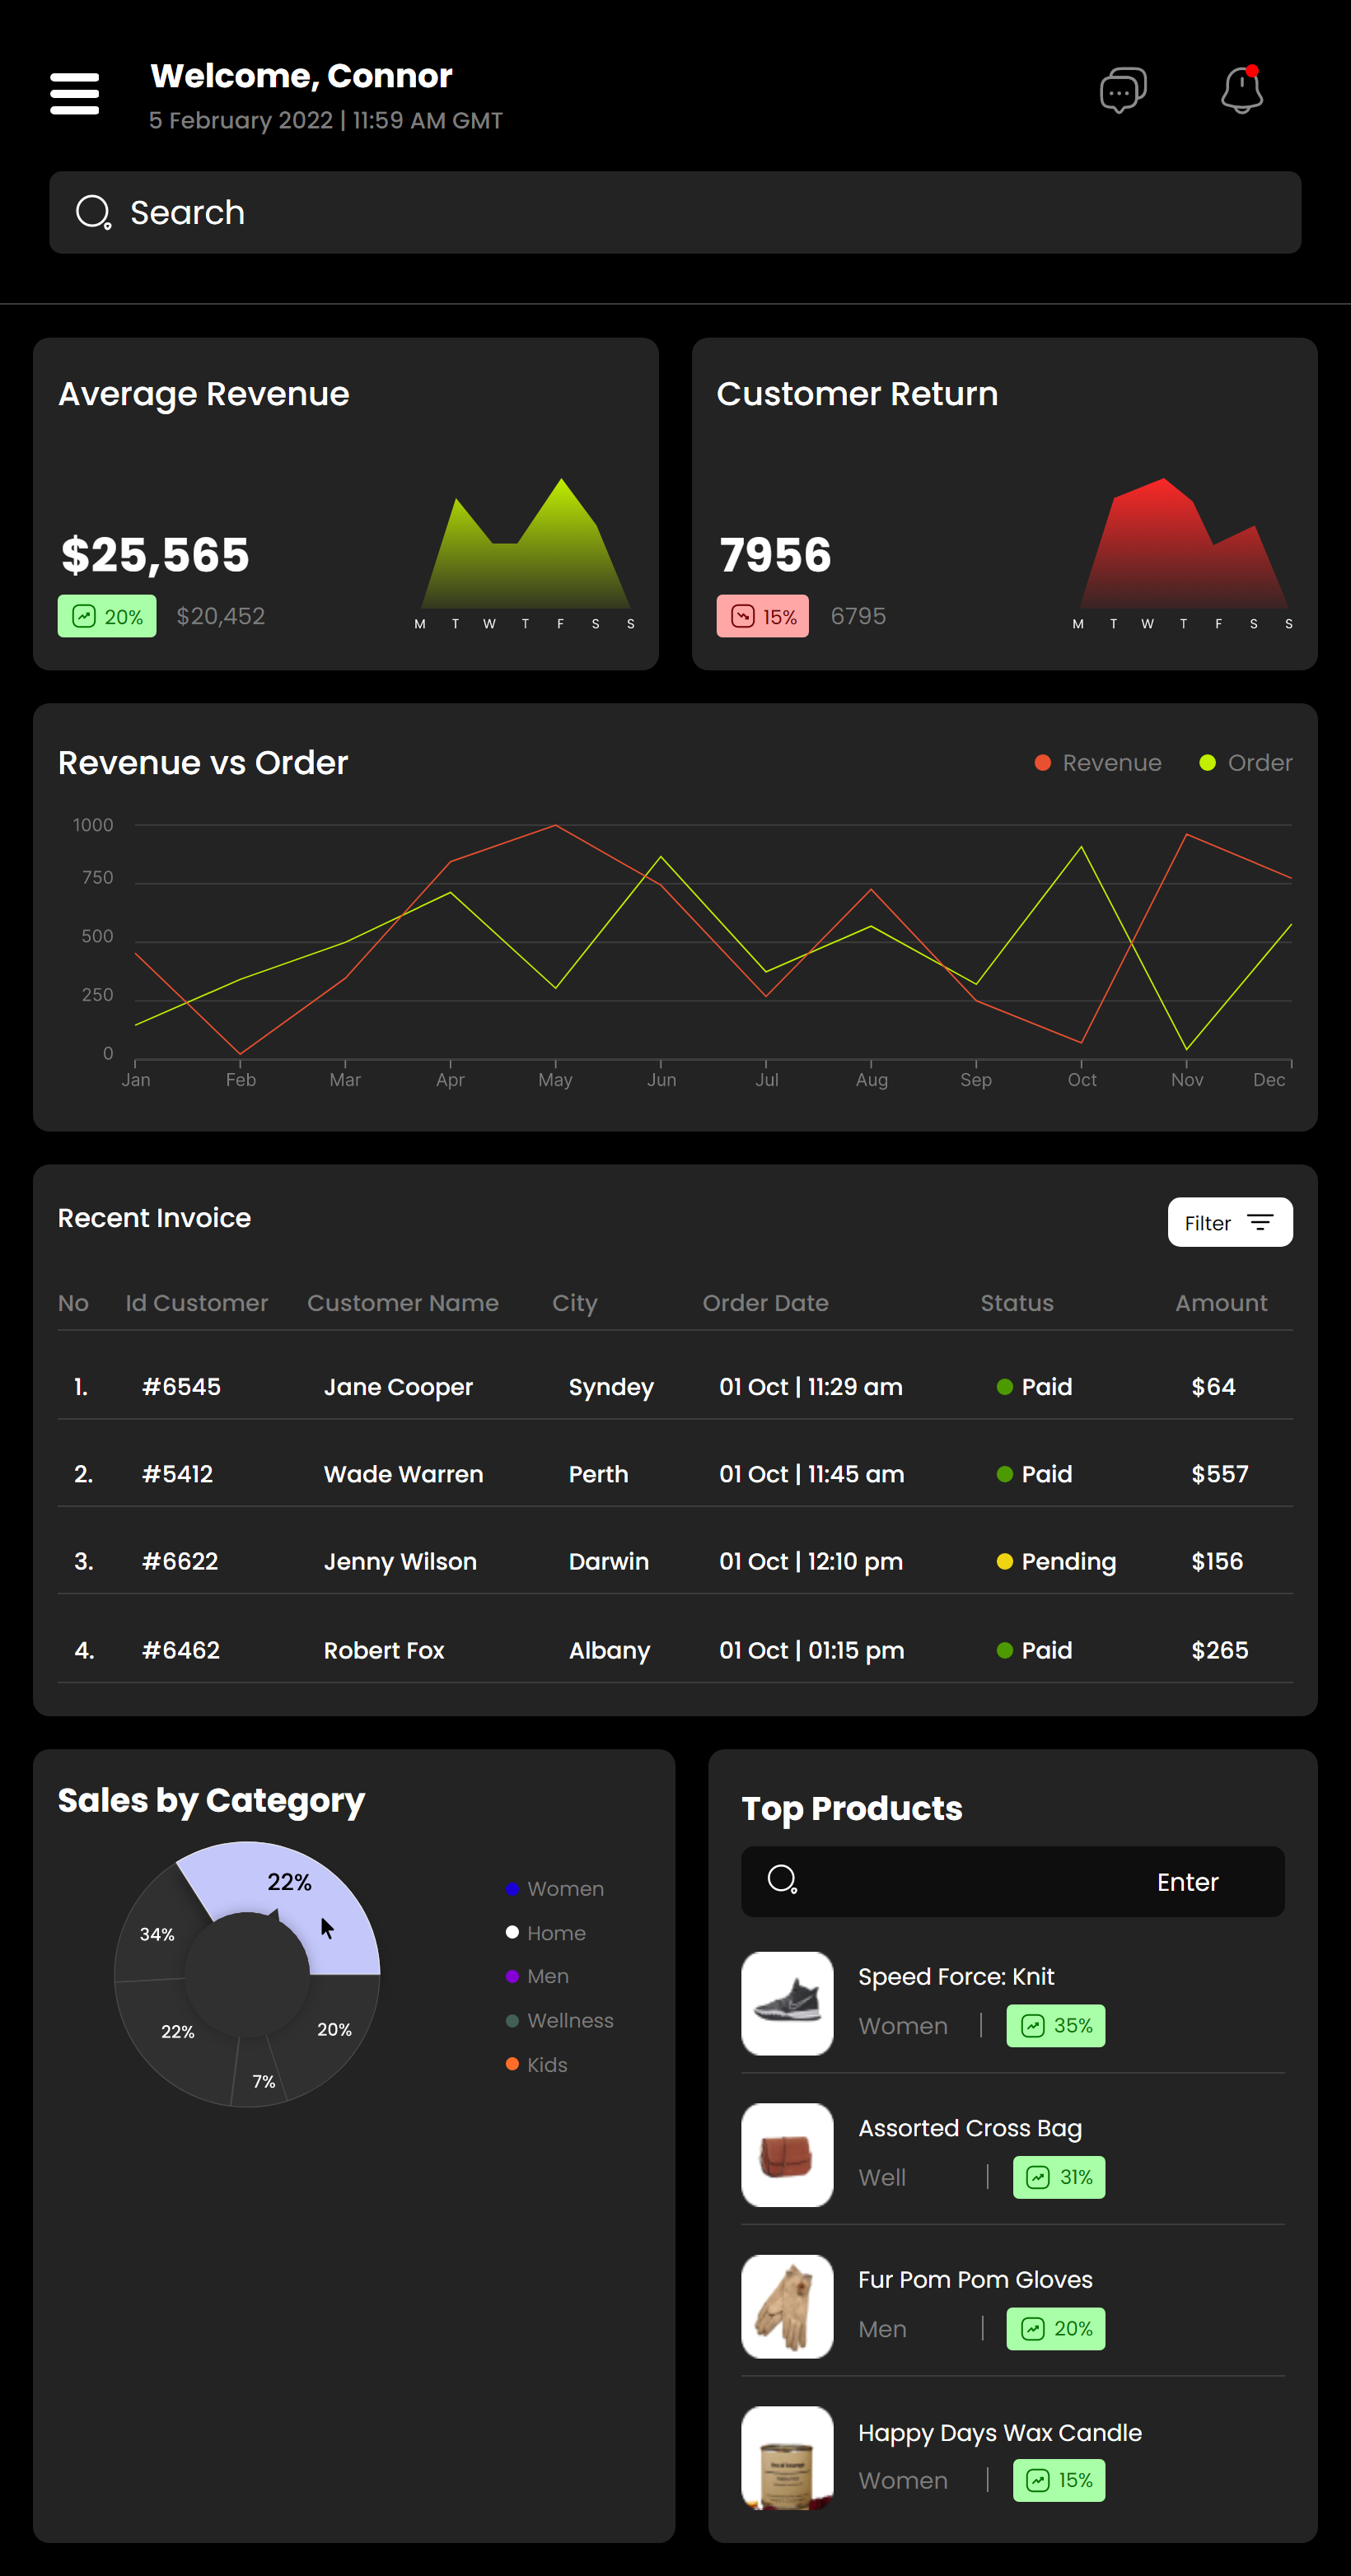 Welcome, Connor
5 February 2022 | 11:59 AM GMT
Search
Average Revenue
$25,565
20% $20,452
M T W T F S S
Customer Return
7956
15% 6795
M T W T F S S
Revenue vs Order
Revenue Order
1000
750
500
250
0
Jan Feb Mar Apr May Jun Jul Aug Sep Oct Nov Dec
Recent Invoice
Filter
No Id Customer Customer Name City Order Date Status Amount
1. #6545 Jane Cooper Syndey 01 Oct | 11:29 am Paid $64
2. #5412 Wade Warren Perth 01 Oct | 11:45 am Paid $557
3. #6622 Jenny Wilson Darwin 01 Oct | 12:10 pm Pending $156
4. #6462 Robert Fox Albany 01 Oct | 01:15 pm Paid $265
Sales by Category
22%
34%
22%
20%
7%
Women
Home
Men
Wellness
Kids
Top Products
Enter
Speed Force: Knit
Women | 35%
Assorted Cross Bag
Well | 31%
Fur Pom Pom Gloves
Men | 20%
Happy Days Wax Candle
Women | 15%